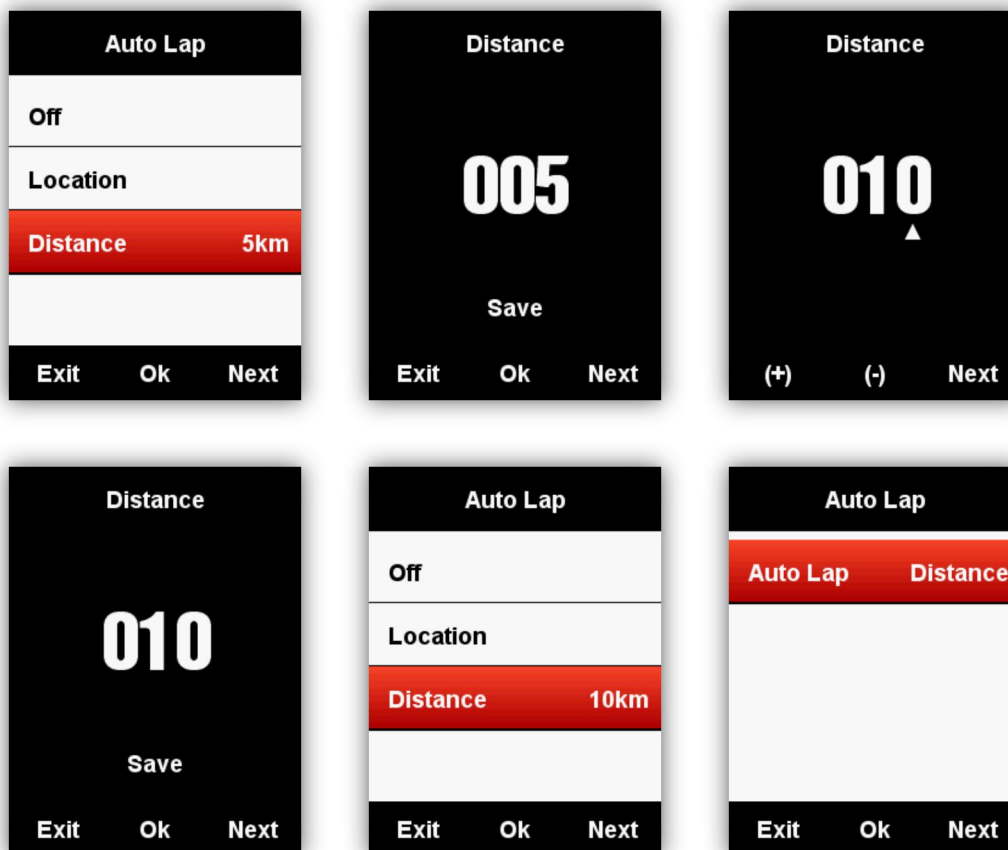 Auto Lap
Off
Location
Distance 5km
Exit Ok Next
Distance
005
Save
Exit Ok Next
Distance
010
▲
(+) (-) Next
Distance
010
Save
Exit Ok Next
Auto Lap
Off
Location
Distance 10km
Exit Ok Next
Auto Lap
Auto Lap Distance
Exit Ok Next